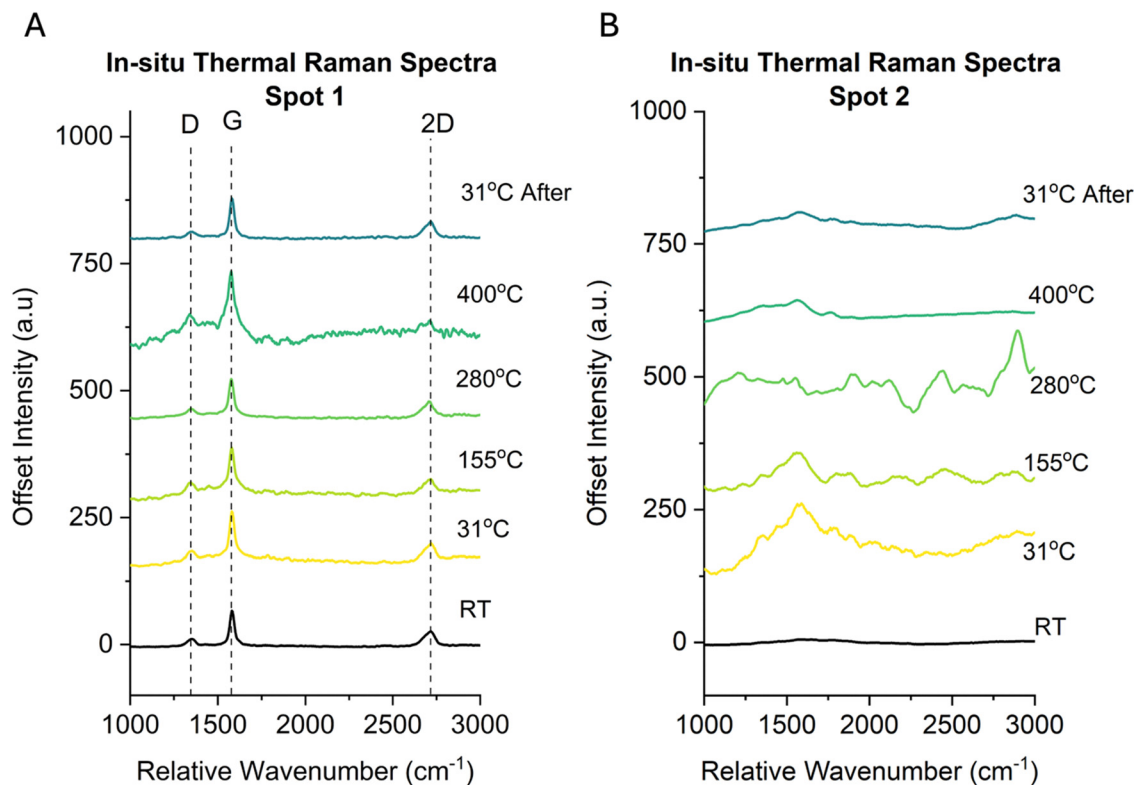 A
In-situ Thermal Raman Spectra
Spot 1
D
G
2D
1000
750
500
250
0
31°C After
400°C
280°C
155°C
31°C
RT
1000
1500
2000
2500
3000
Offset Intensity (a.u)
Relative Wavenumber (cm⁻¹)
B
In-situ Thermal Raman Spectra
Spot 2
1000
750
500
250
0
31°C After
400°C
280°C
155°C
31°C
RT
1000
1500
2000
2500
3000
Offset Intensity (a.u.)
Relative Wavenumber (cm⁻¹)